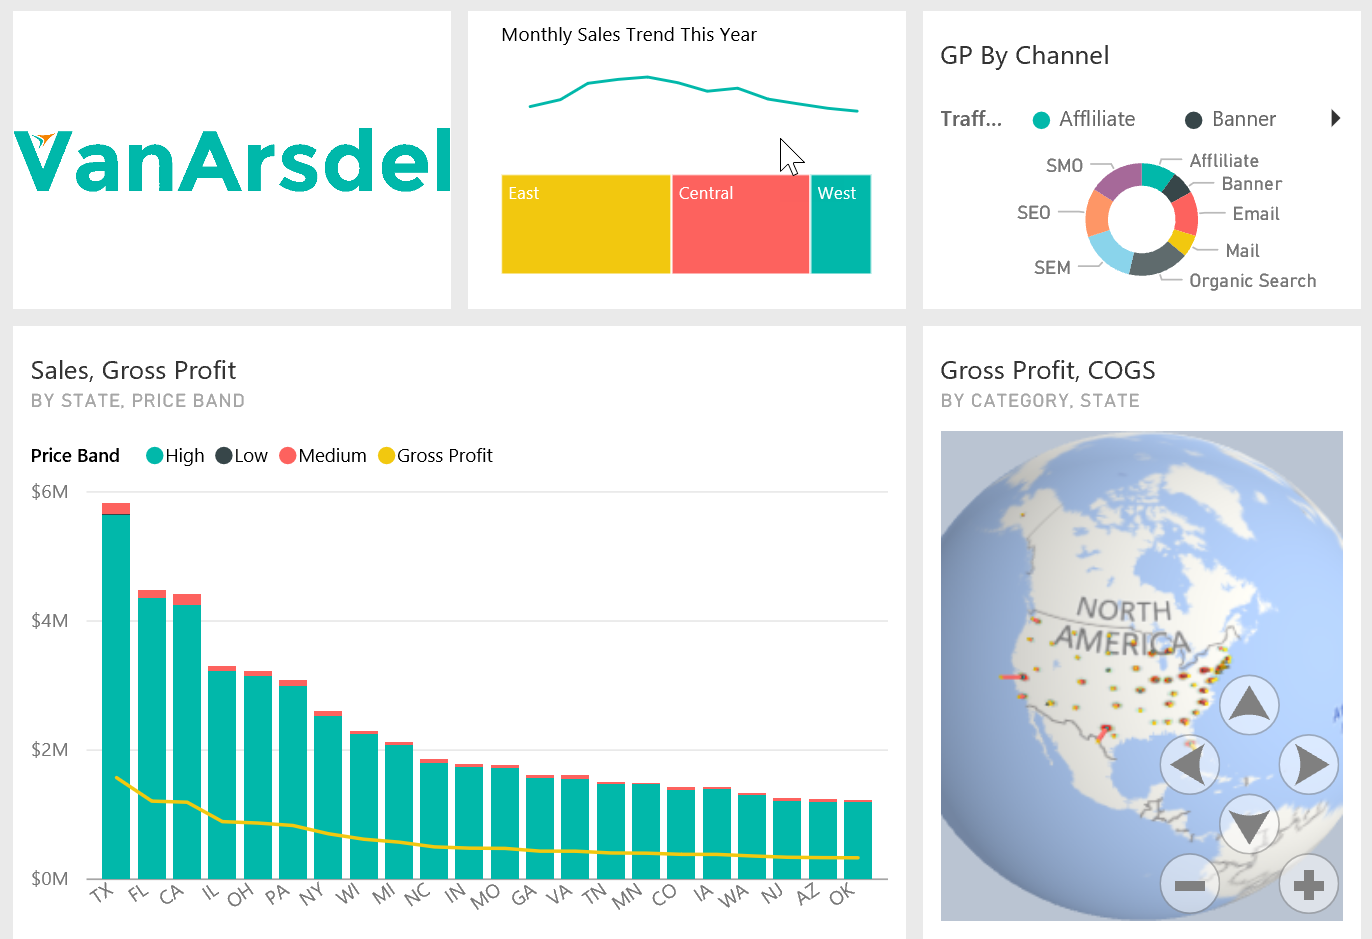 VanArsdel
Monthly Sales Trend This Year
East
Central
West
GP By Channel
Traff...
Affliliate
Banner
SMO
Affliliate
Banner
SEO
Email
Mail
SEM
Organic Search
Sales, Gross Profit
BY STATE, PRICE BAND
Price Band
High
Low
Medium
Gross Profit
$6M
$4M
$2M
$0M
TX
FL
CA
IL
OH
PA
NY
WI
MI
NC
IN
MO
GA
VA
TN
MN
CO
IA
WA
NJ
AZ
OK
Gross Profit, COGS
BY CATEGORY, STATE
NORTH
AMERICA